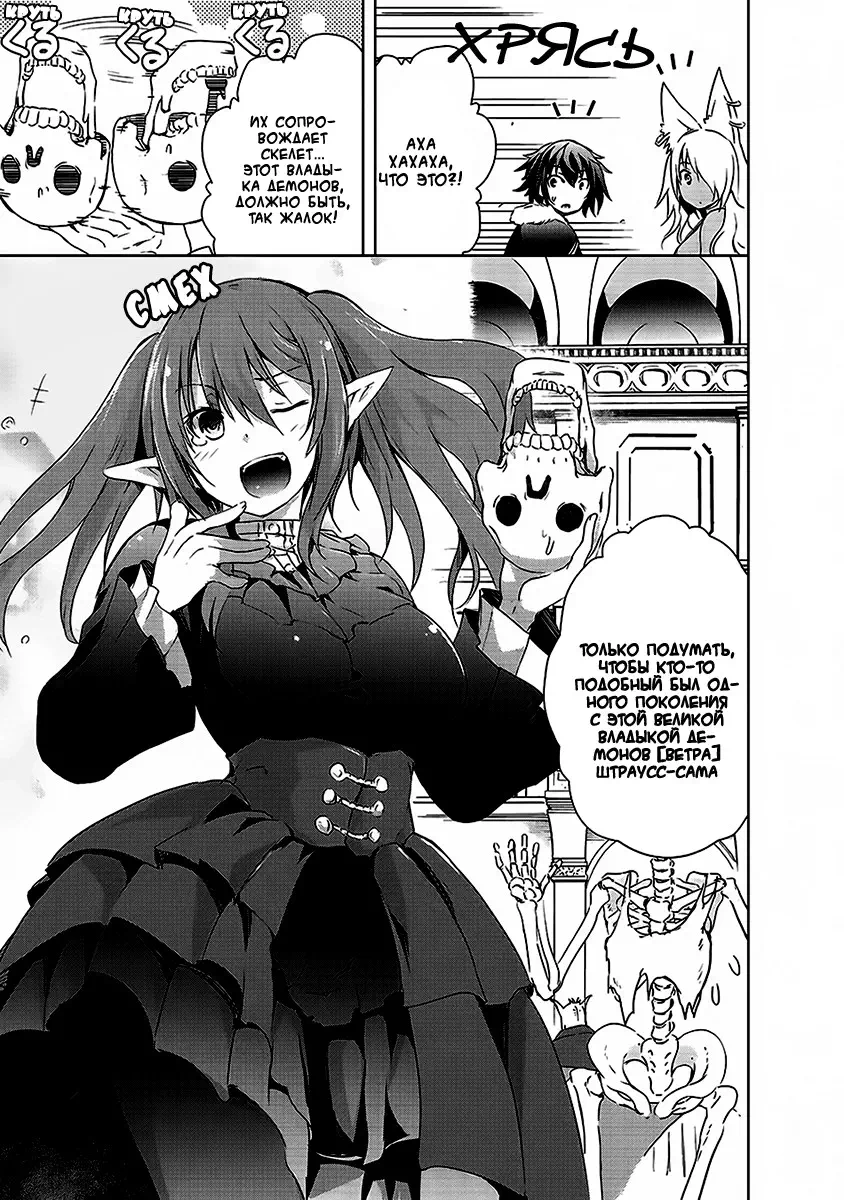 ХРЯСЬ
АХА
ХАХАХА,
ЧТО ЭТО?!
КРУТЬ
くる
КРУТЬ
くる
КРУТЬ
くる
ИХ СОПРО-
ВОЖДАЕТ
СКЕЛЕТ...
ЭТОТ ВЛАДЫ-
КА ДЕМОНОВ,
ДОЛЖНО БЫТЬ,
ТАК ЖАЛОК!
СМЕХ
ТОЛЬКО ПОДУМАТЬ,
ЧТОБЫ КТО-ТО
ПОДОБНЫЙ БЫЛ ОД-
НОГО ПОКОЛЕНИЯ
С ЭТОЙ ВЕЛИКОЙ
ВЛАДЫКОЙ ДЕ-
МОНОВ [ВЕТРА]
ШТРАУСС-САМА